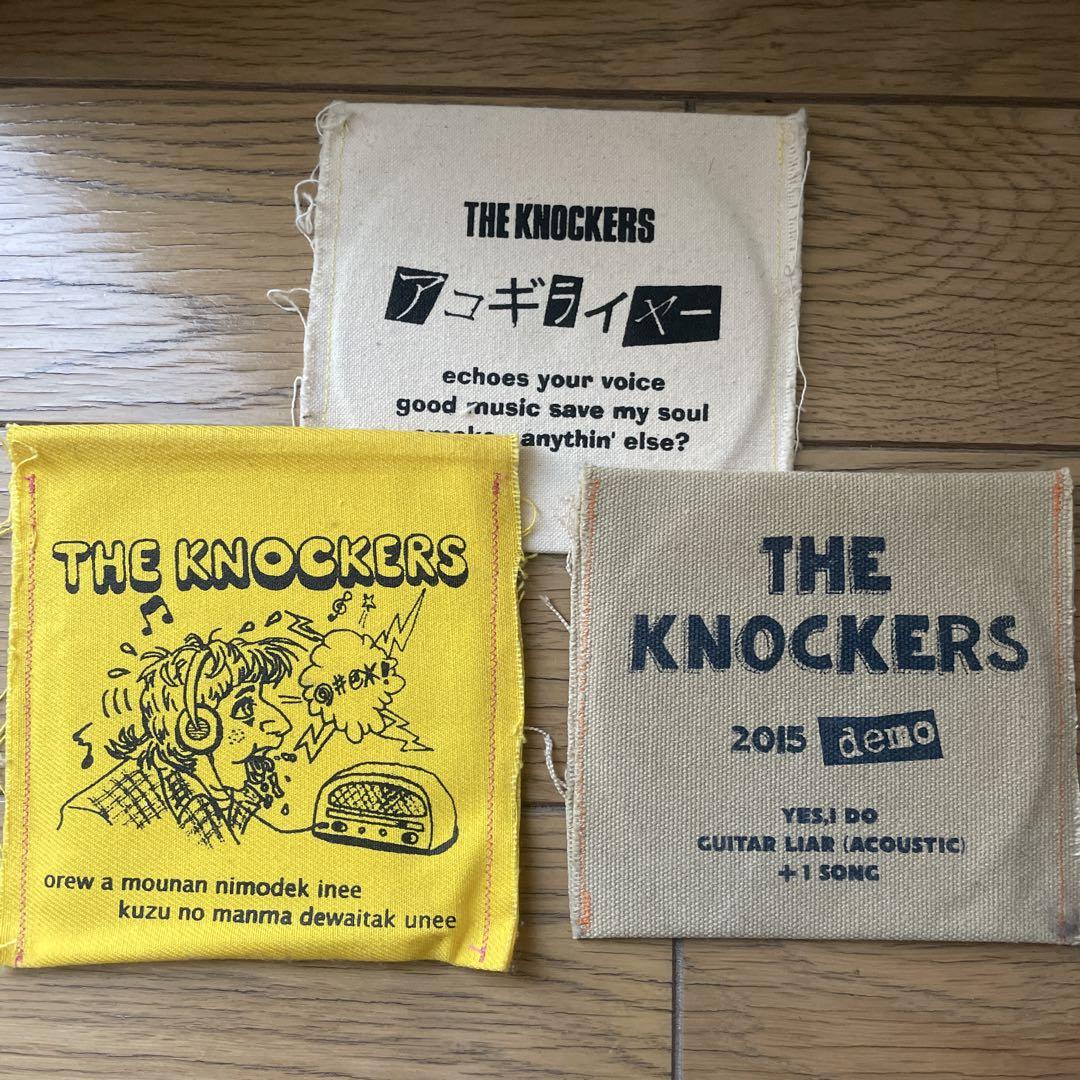 THE KNOCKERS
アコギライヤー
echoes your voice
good music save my soul
anythin' else?
THE KNOCKERS
@#@*!
orew a mounan nimodek inee
kuzu no manma dewaitak unee
THE
KNOCKERS
2015 demo
YES,I DO
GUITAR LIAR (ACOUSTIC)
+ 1 SONG